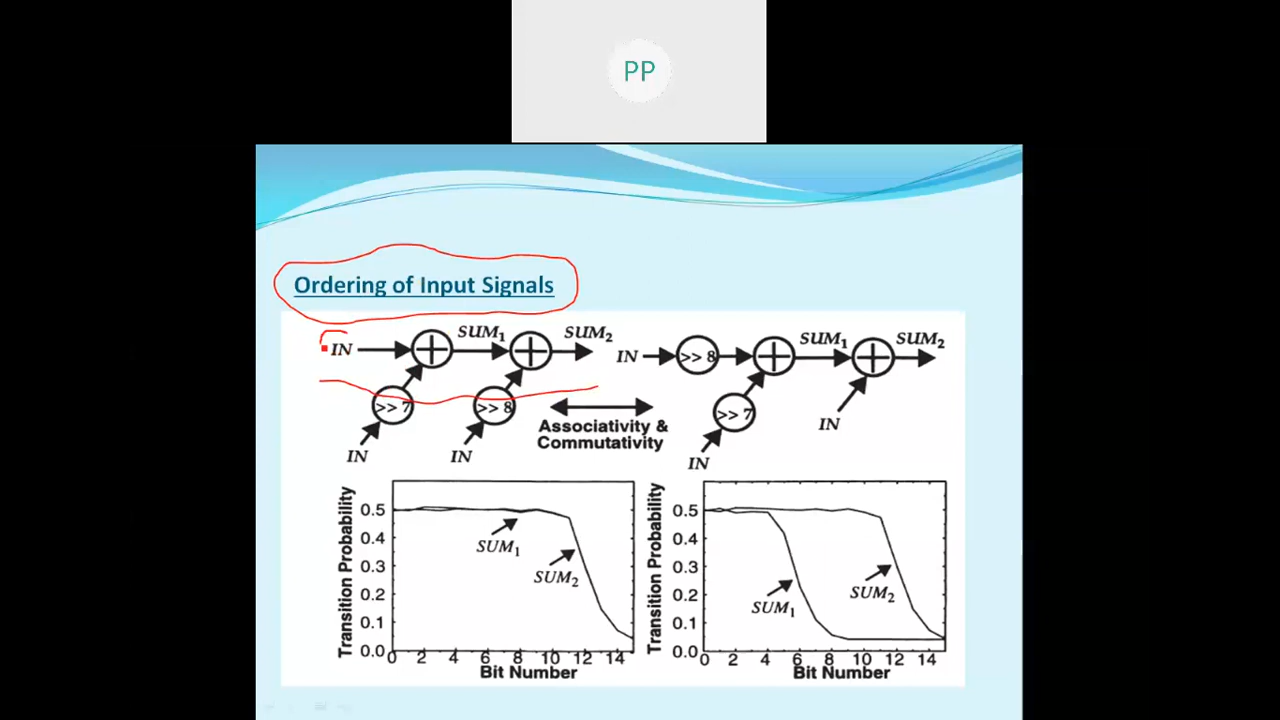 PP
Ordering of Input Signals
IN SUM1 SUM2
>> 7 >> 8
IN IN
IN >> 8 SUM1 SUM2
>> 7 IN
IN
Associativity &
Commutativity
Transition Probability
0.5
0.4
0.3
0.2
0.1
0.0
SUM1
SUM2
0 2 4 6 8 10 12 14
Bit Number
Transition Probability
0.5
0.4
0.3
0.2
0.1
0.0
SUM1
SUM2
0 2 4 6 8 10 12 14
Bit Number